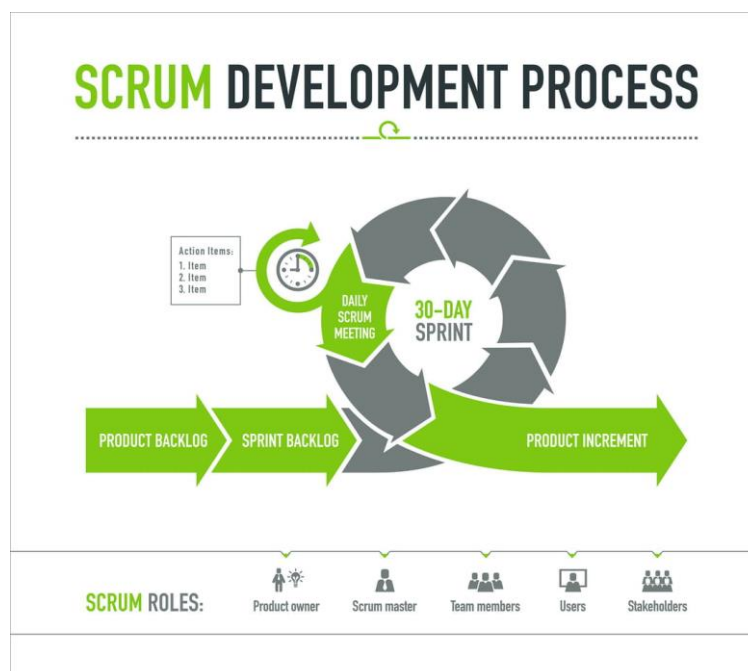 SCRUM DEVELOPMENT PROCESS
Action Items:
1. Item
2. Item
3. Item
DAILY
SCRUM
MEETING
30-DAY
SPRINT
PRODUCT BACKLOG
SPRINT BACKLOG
PRODUCT INCREMENT
SCRUM ROLES:
Product owner
Scrum master
Team members
Users
Stakeholders